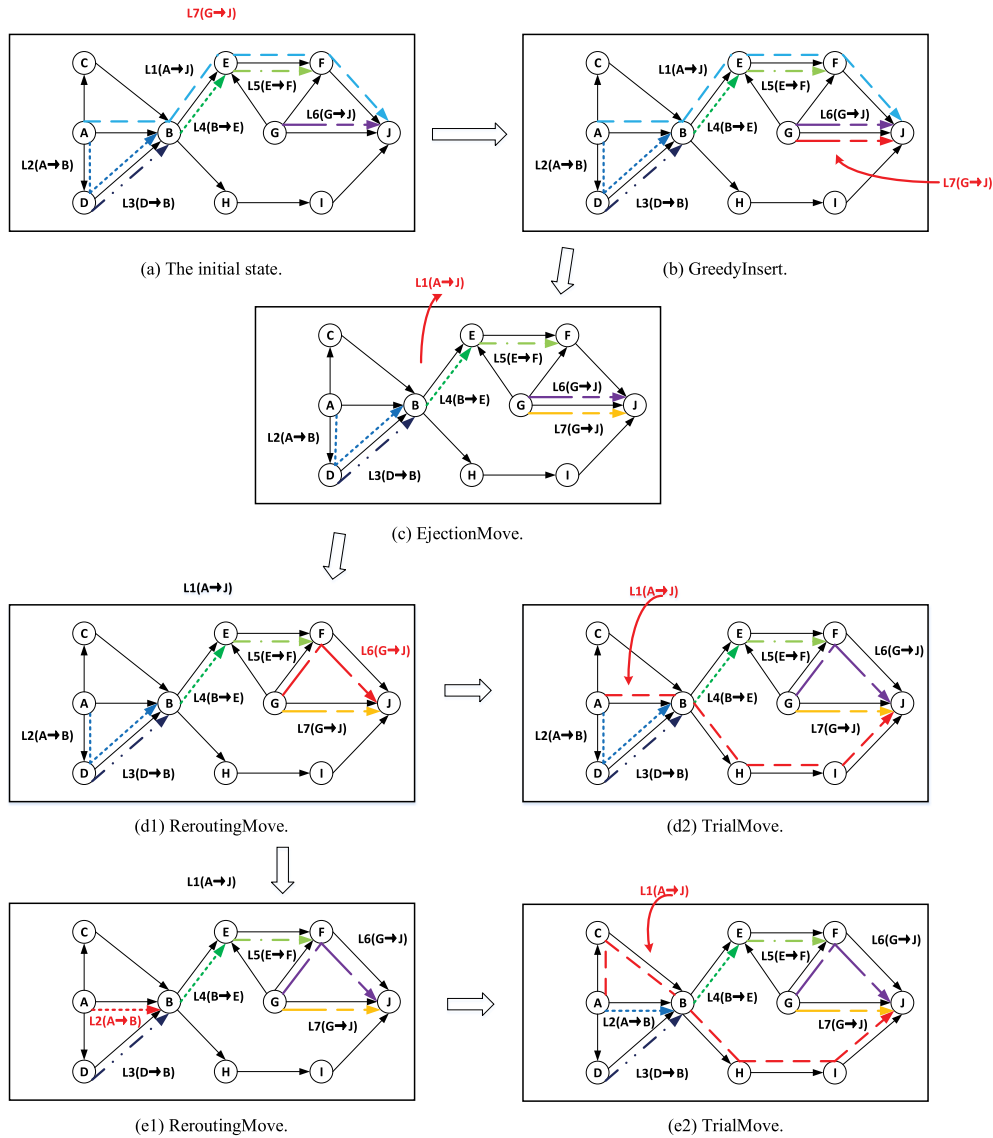 L7(G→J)
C
E
F
L1(A→J)
L5(E→F)
L6(G→J)
A
B
L4(B→E)
G
J
L2(A→B)
D
L3(D→B)
H
I
(a) The initial state.
C
E
F
L1(A→J)
L5(E→F)
L6(G→J)
A
B
L4(B→E)
G
J
L2(A→B)
L7(G→J)
D
L3(D→B)
H
I
(b) GreedyInsert.
L1(A→J)
C
E
F
L5(E→F)
L6(G→J)
A
B
L4(B→E)
G
J
L2(A→B)
L7(G→J)
D
L3(D→B)
H
I
(c) EjectionMove.
L1(A→J)
C
E
F
L5(E→F)
L6(G→J)
A
B
L4(B→E)
G
J
L2(A→B)
L7(G→J)
D
L3(D→B)
H
I
(d1) ReroutingMove.
L1(A→J)
C
E
F
L5(E→F)
L6(G→J)
A
B
L4(B→E)
G
J
L2(A→B)
L7(G→J)
D
L3(D→B)
H
I
(d2) TrialMove.
L1(A→J)
C
E
F
L5(E→F)
L6(G→J)
A
B
L4(B→E)
G
J
L2(A→B)
L7(G→J)
D
L3(D→B)
H
I
(e1) ReroutingMove.
L1(A→J)
C
E
F
L5(E→F)
L6(G→J)
A
B
L4(B→E)
G
J
L2(A→B)
L7(G→J)
D
L3(D→B)
H
I
(e2) TrialMove.